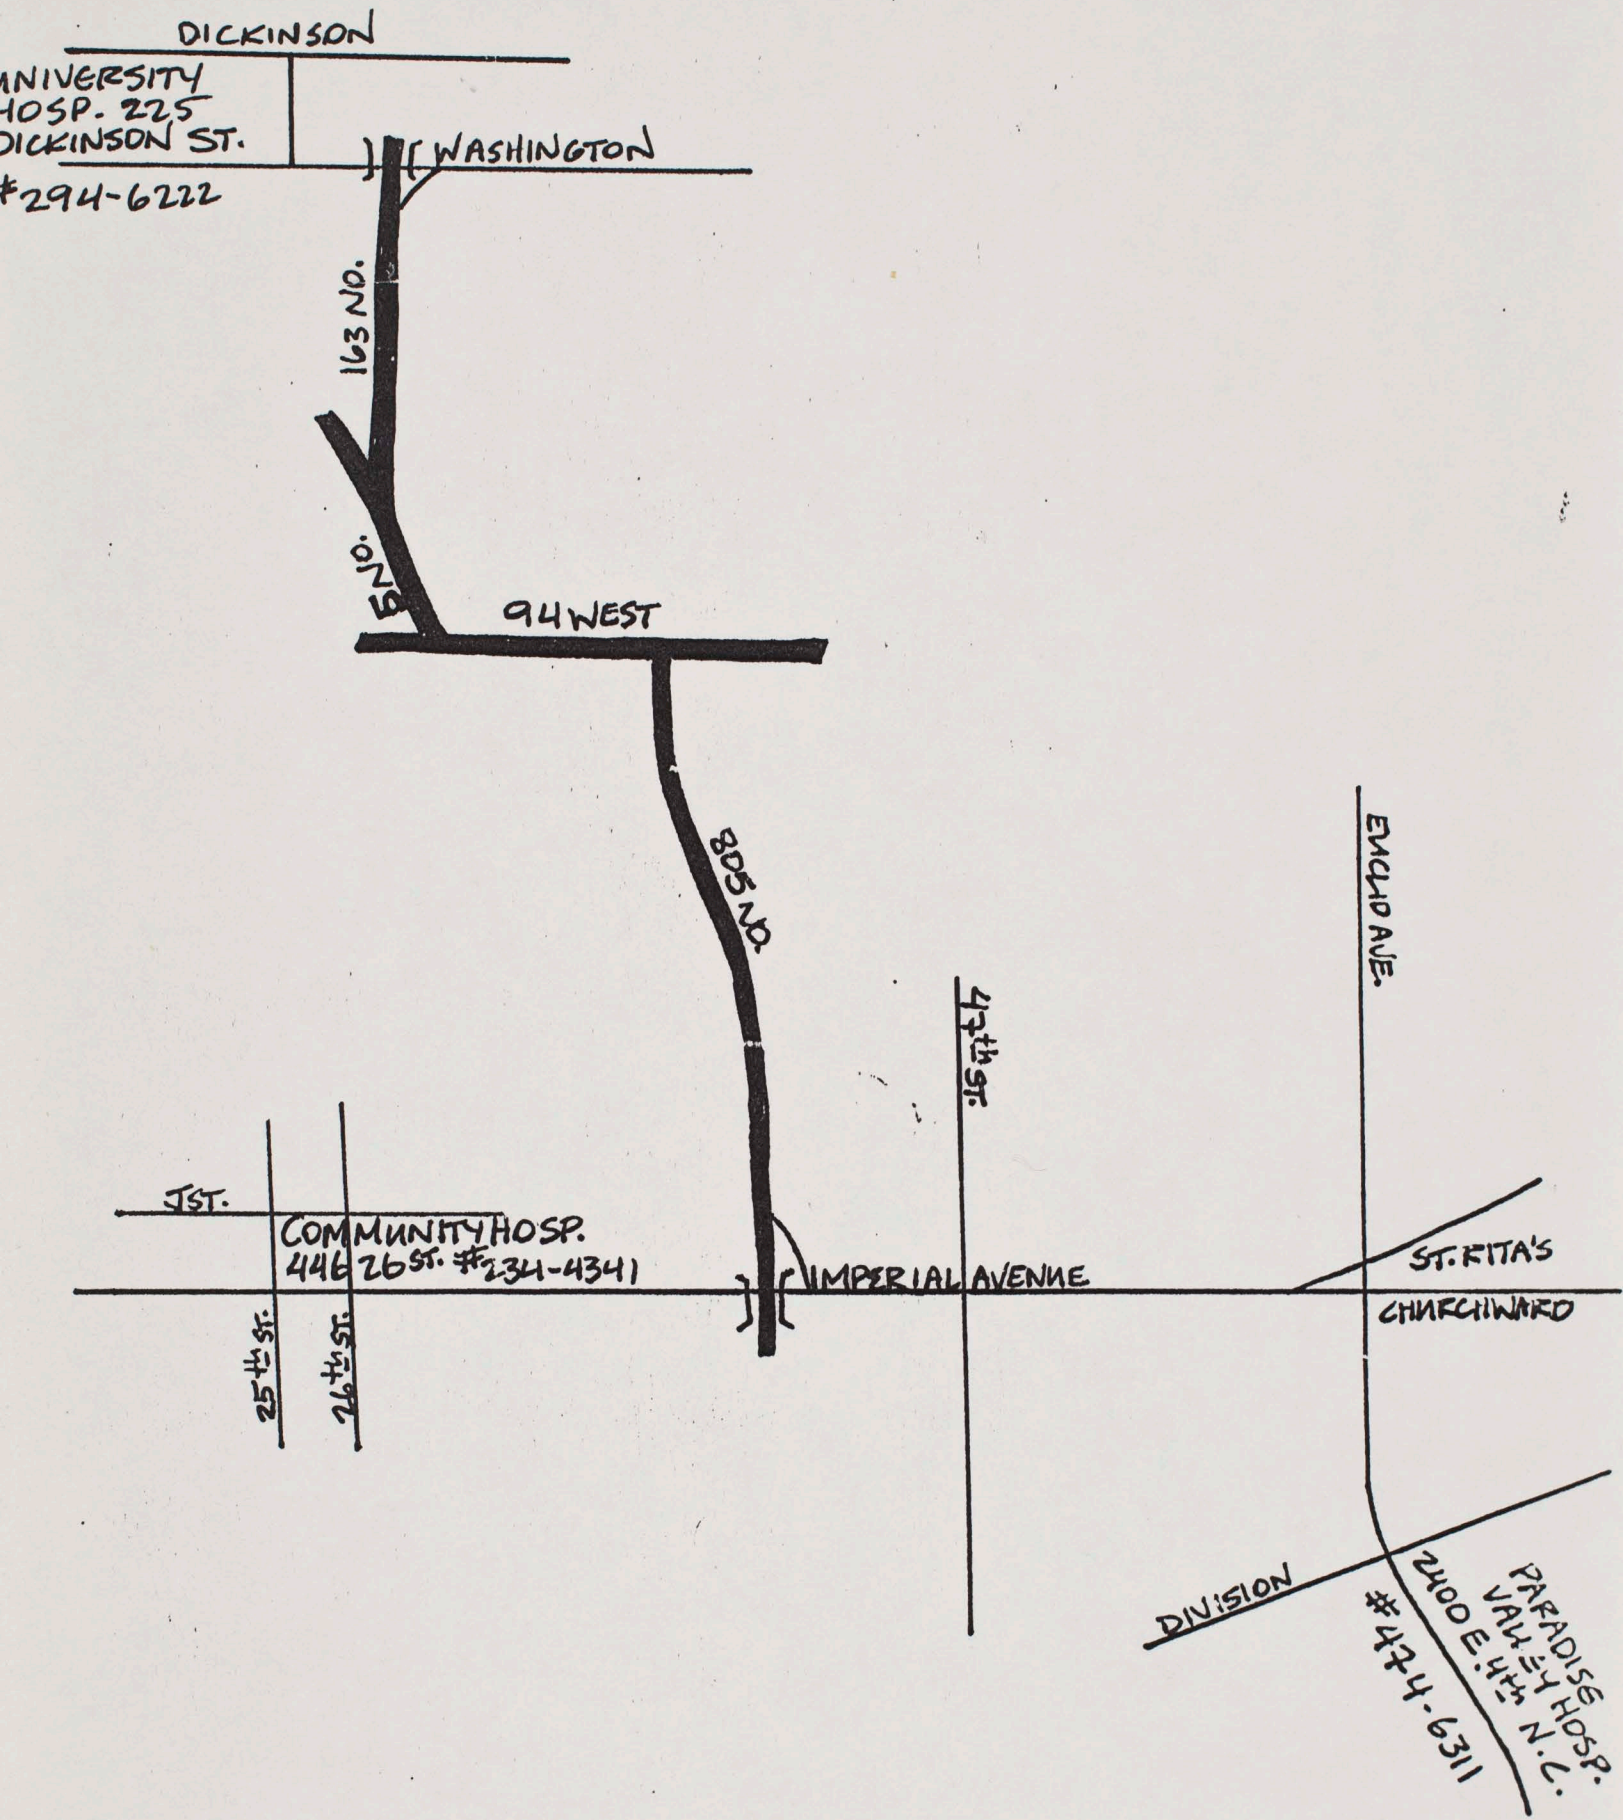 DICKINSON
UNIVERSITY
HOSP. 225
DICKINSON ST.
#294-6222
WASHINGTON
163 NO.
5 NO.
94 WEST
805 NO.
EUCLID AVE.
47th ST.
J ST.
COMMUNITY HOSP.
446 26 ST. #234-4341
IMPERIAL AVENUE
ST. RITA'S
CHURCHWARD
25th ST.
26th ST.
DIVISION
PARADISE
VALLEY HOSP.
2400 E. 4th N.C.
#474-6311